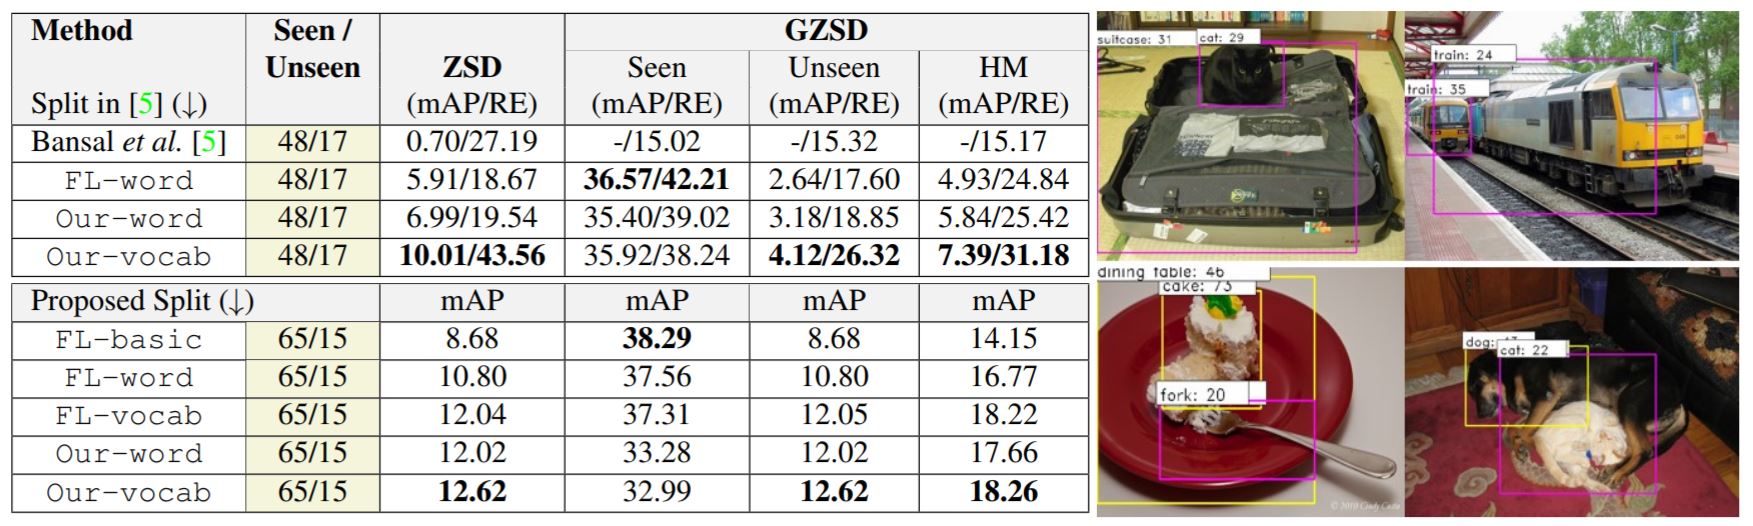 Method Seen / GZSD
Unseen ZSD Seen Unseen HM
Split in [5] (↓) (mAP/RE) (mAP/RE) (mAP/RE) (mAP/RE)
Bansal et al. [5] 48/17 0.70/27.19 -/15.02 -/15.32 -/15.17
FL-word 48/17 5.91/18.67 36.57/42.21 2.64/17.60 4.93/24.84
Our-word 48/17 6.99/19.54 35.40/39.02 3.18/18.85 5.84/25.42
Our-vocab 48/17 10.01/43.56 35.92/38.24 4.12/26.32 7.39/31.18
Proposed Split (↓) mAP mAP mAP mAP
FL-basic 65/15 8.68 38.29 8.68 14.15
FL-word 65/15 10.80 37.56 10.80 16.77
FL-vocab 65/15 12.04 37.31 12.05 18.22
Our-word 65/15 12.02 33.28 12.02 17.66
Our-vocab 65/15 12.62 32.99 12.62 18.26
suitcase: 31
cat: 29
train: 24
train: 35
dining table: 46
cake: 73
fork: 20
dog:
cat: 22
© 2010 Cindy